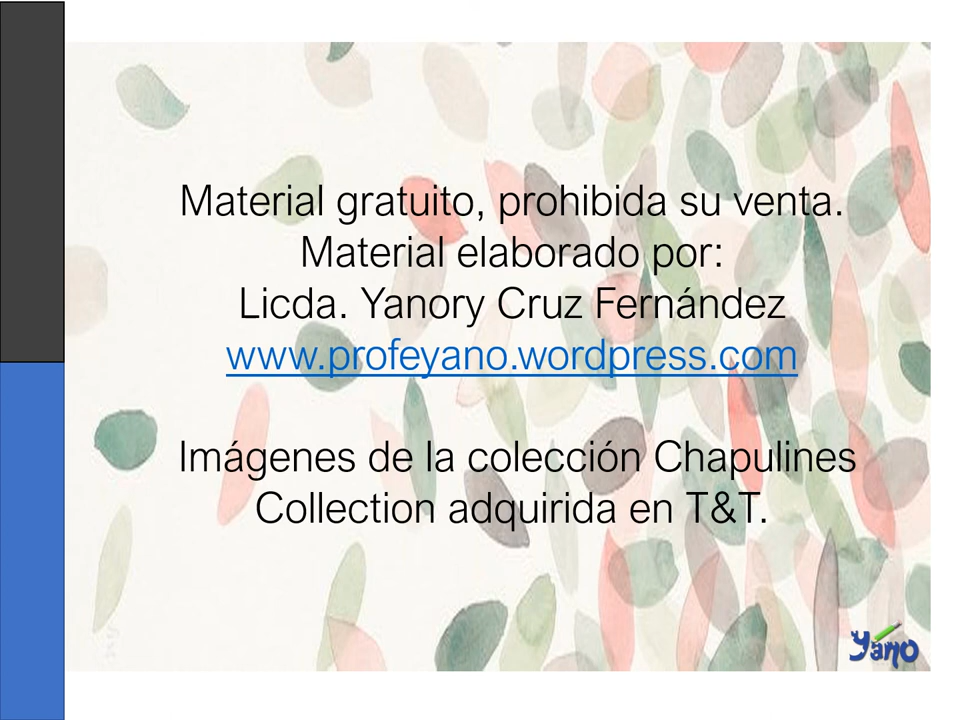 Material gratuito, prohibida su venta.
Material elaborado por:
Licda. Yanory Cruz Fernández
www.profeyano.wordpress.com
Imágenes de la colección Chapulines
Collection adquirida en T&T.
yano